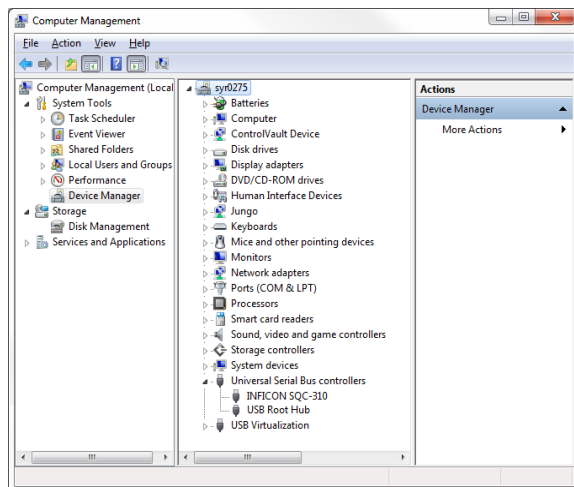 Computer Management
File Action View Help
Computer Management (Local
System Tools
Task Scheduler
Event Viewer
Shared Folders
Local Users and Groups
Performance
Device Manager
Storage
Disk Management
Services and Applications
syr0275
Batteries
Computer
ControlVault Device
Disk drives
Display adapters
DVD/CD-ROM drives
Human Interface Devices
Jungo
Keyboards
Mice and other pointing devices
Monitors
Network adapters
Ports (COM & LPT)
Processors
Smart card readers
Sound, video and game controllers
Storage controllers
System devices
Universal Serial Bus controllers
INFICON SQC-310
USB Root Hub
USB Virtualization
Actions
Device Manager
More Actions